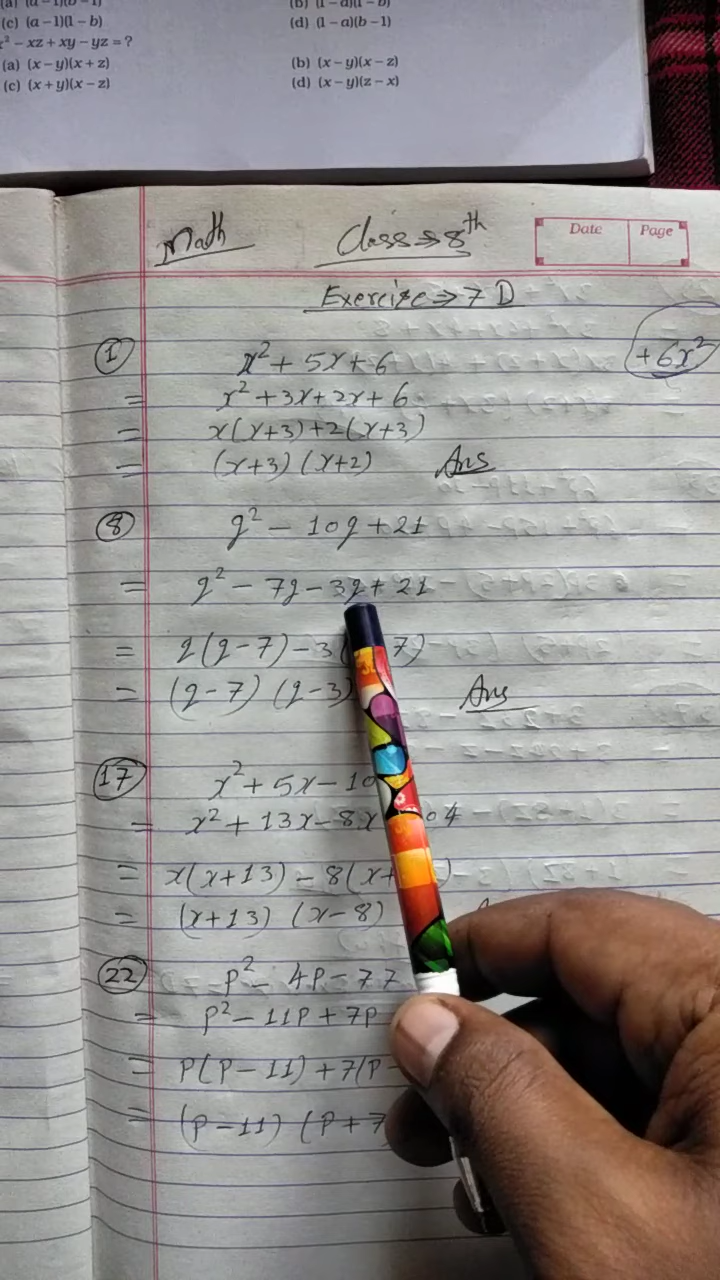 (c) (a − 1)(1 − b) (d) (1 − a)(b − 1)
x² − xz + xy − yz = ?
(a) (x − y)(x + z) (b) (x − y)(x − z)
(c) (x + y)(x − z) (d) (x − y)(z − x)
Math Class ⇒ 8th Date Page
Exercise ⇒ 7 D
① x² + 5x + 6 +6x²
= x² + 3x + 2x + 6
= x(x+3)+2(x+3)
= (x+3) (x+2) Ans
⑧ q² − 10q + 21
= q² − 7q − 3q + 21
= q(q−7) − 3( 7)
= (q−7) (q−3) Ans
⑰ x² + 5x − 10
= x² + 13x − 8x 04
= x(x+13) − 8(x+ )
= (x+13) (x−8)
㉒ p² − 4p − 77
= p² − 11p + 7p
= p(p−11) + 7(p−
= (p−11) (p+7